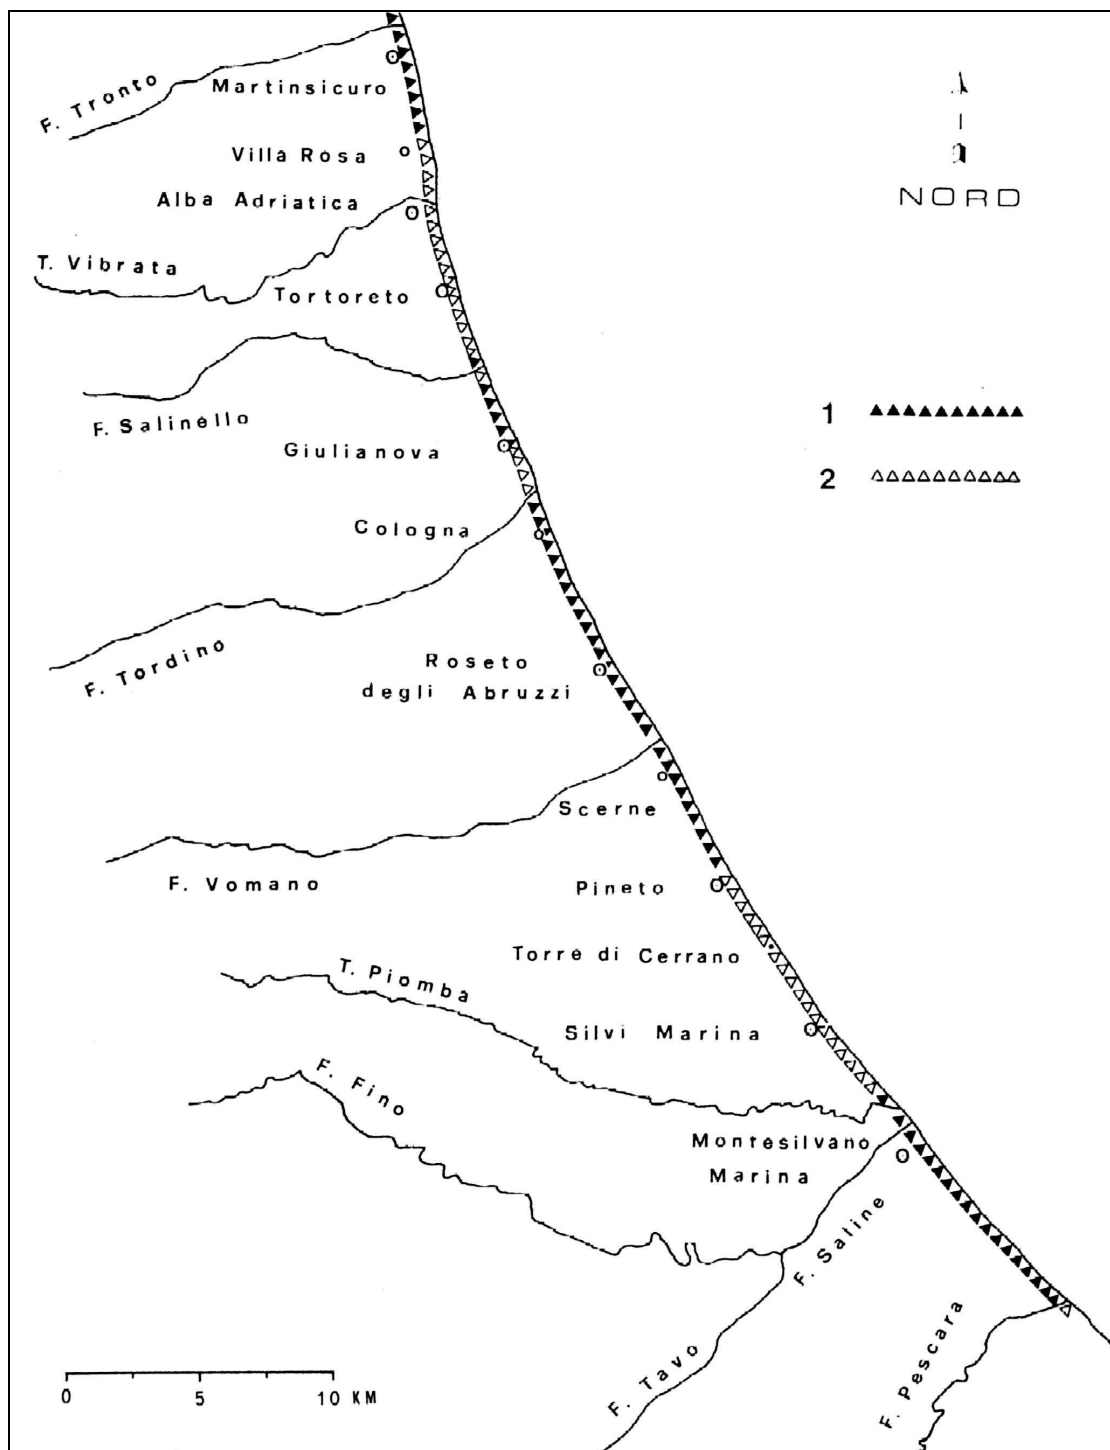 F. Tronto
Martinsicuro
Villa Rosa
Alba Adriatica
NORD
T. Vibrata
Tortoreto
F. Salinello
1
Giulianova
2
Cologna
F. Tordino
Roseto
degli Abruzzi
Scerne
F. Vomano
Pineto
Torre di Cerrano
T. Piomba
Silvi Marina
F. Fino
Montesilvano
Marina
F. Saline
F. Tavo
F. Pescara
0 5 10 KM